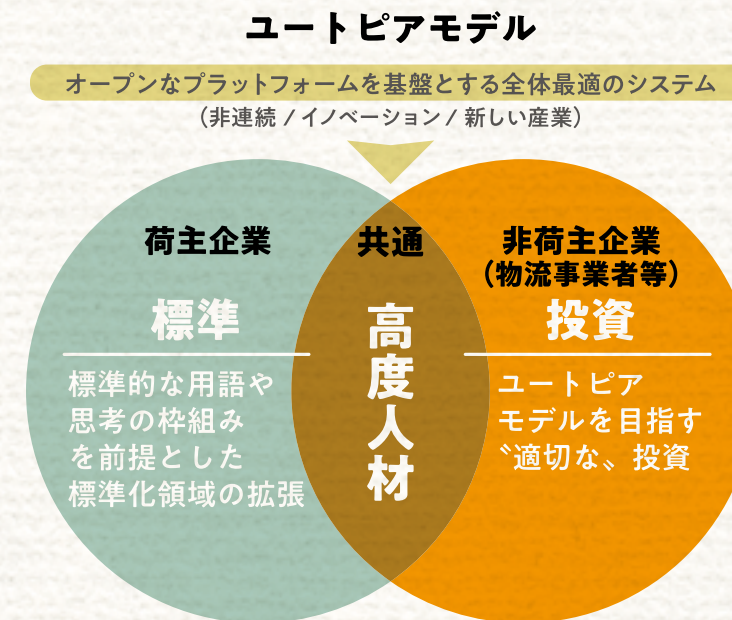 ユートピアモデル
オープンなプラットフォームを基盤とする全体最適のシステム
（非連続 / イノベーション / 新しい産業）
荷主企業
標準
標準的な用語や
思考の枠組み
を前提とした
標準化領域の拡張
共通
高度人材
非荷主企業
（物流事業者等）
投資
ユートピア
モデルを目指す
〝適切な〟投資